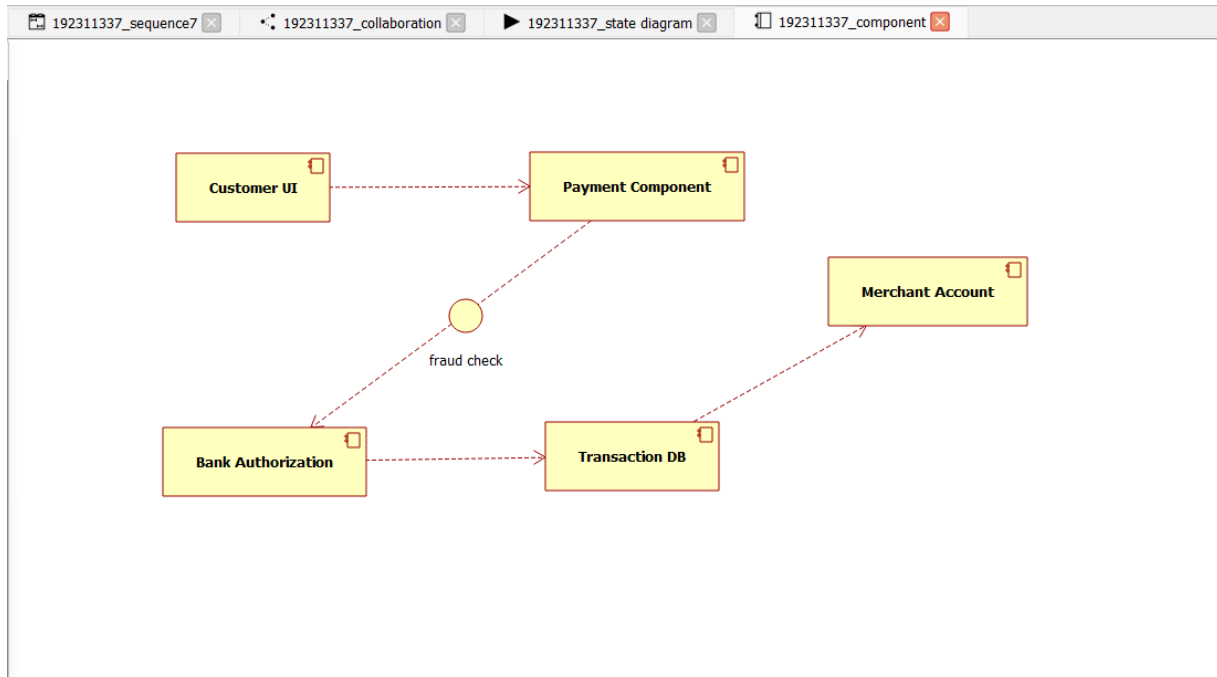 192311337_sequence7
192311337_collaboration
192311337_state diagram
192311337_component
Customer UI
Payment Component
Merchant Account
fraud check
Bank Authorization
Transaction DB